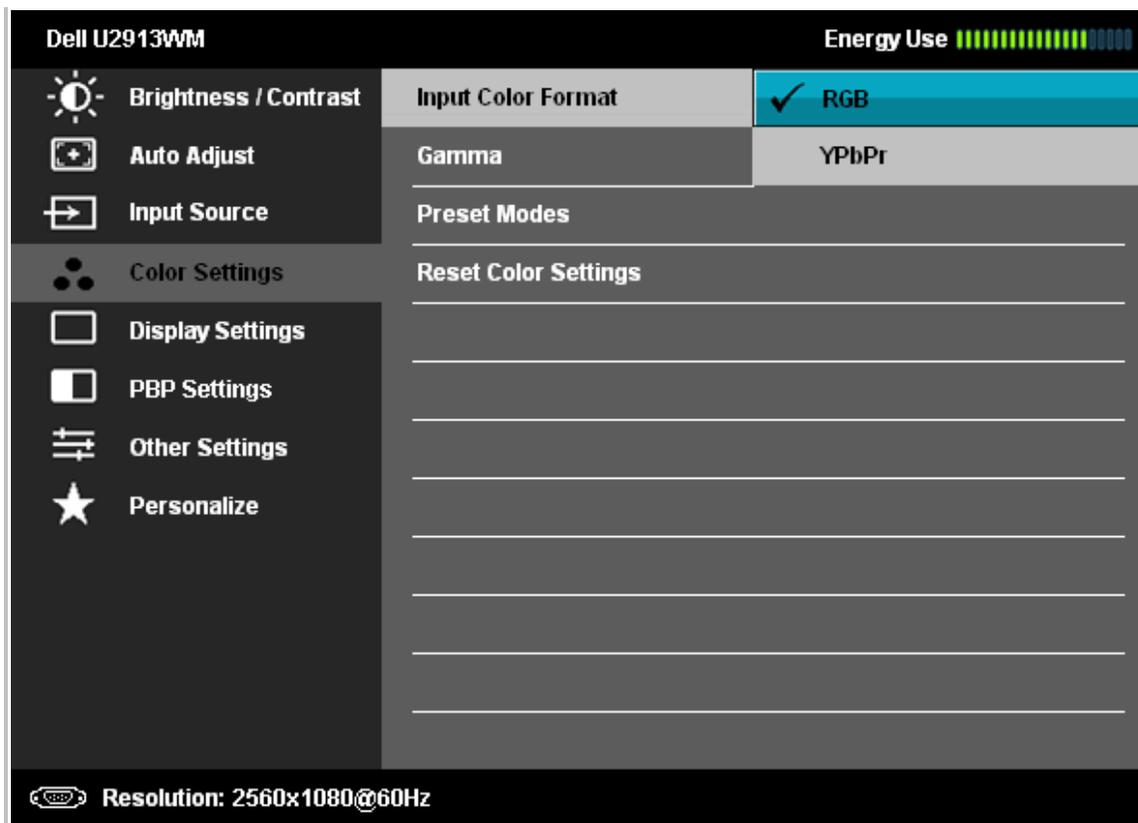 Dell U2913WM
Energy Use
Brightness / Contrast
Auto Adjust
Input Source
Color Settings
Display Settings
PBP Settings
Other Settings
Personalize
Input Color Format
Gamma
Preset Modes
Reset Color Settings
RGB
YPbPr
Resolution: 2560x1080@60Hz